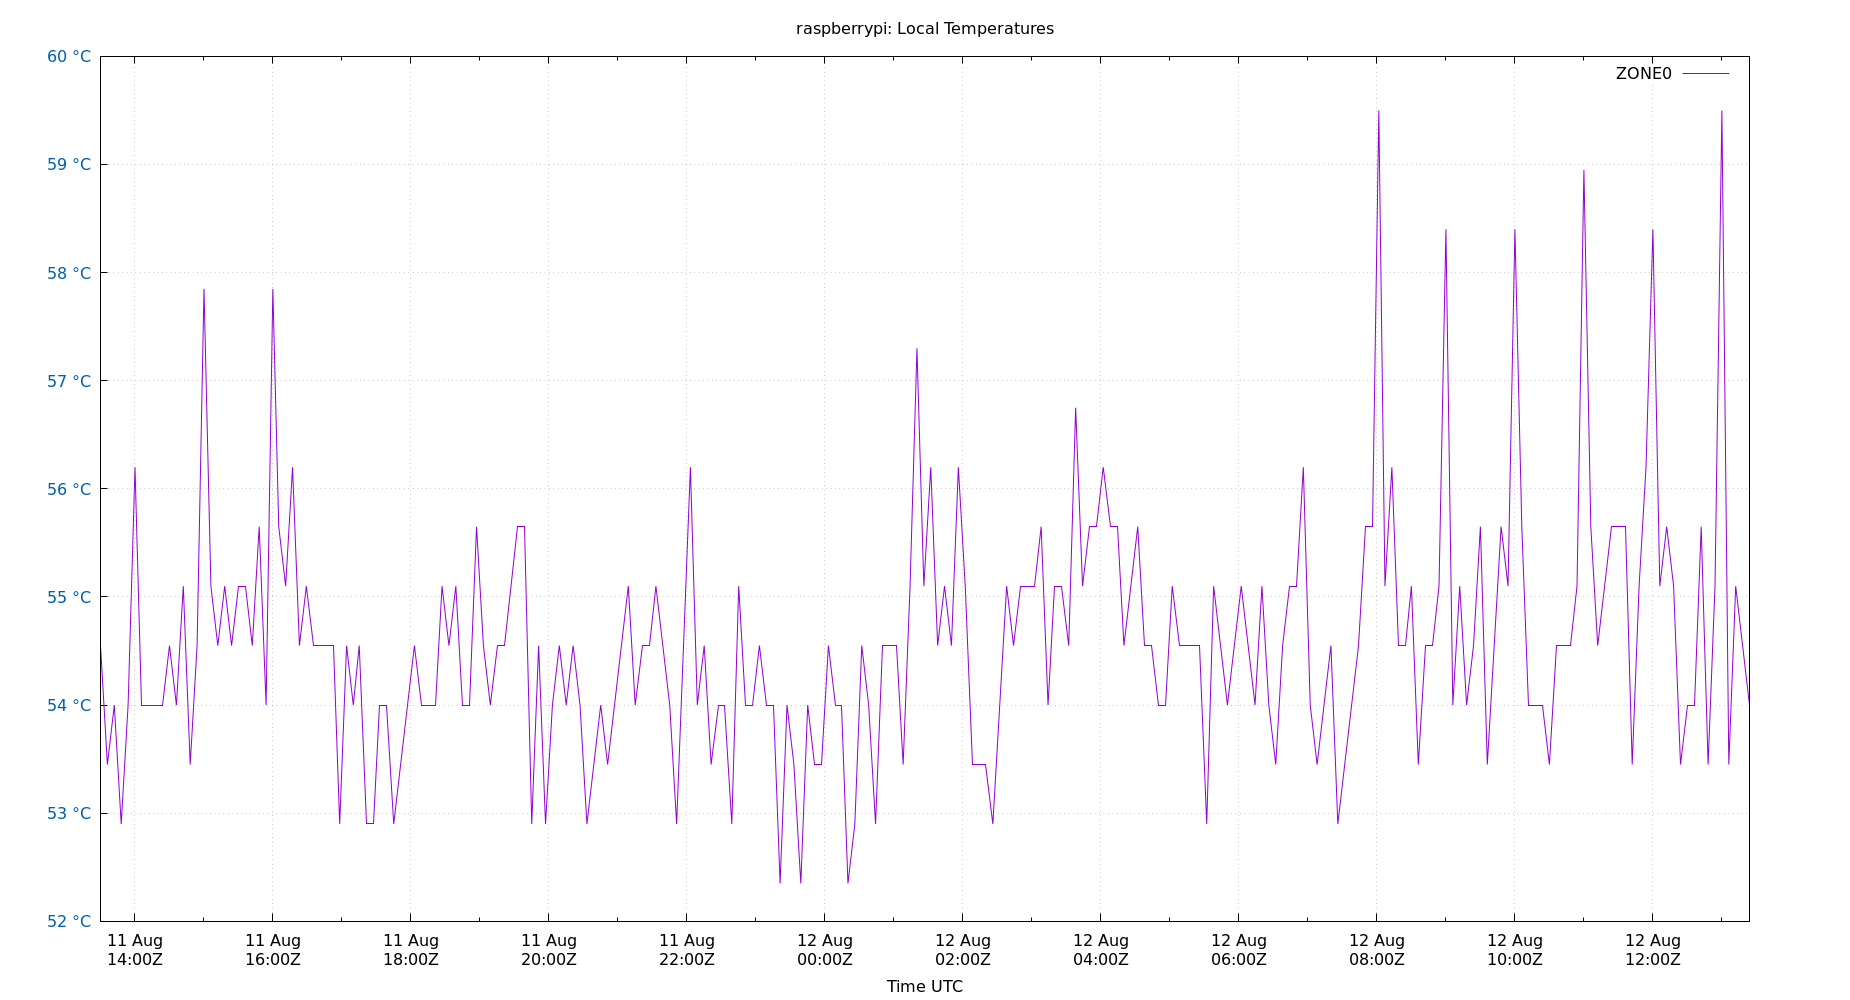 raspberrypi: Local Temperatures
60 °C
ZONE0
59 °C
58 °C
57 °C
56 °C
55 °C
54 °C
53 °C
52 °C
11 Aug 11 Aug 11 Aug 11 Aug 11 Aug 12 Aug 12 Aug 12 Aug 12 Aug 12 Aug 12 Aug 12 Aug
14:00Z 16:00Z 18:00Z 20:00Z 22:00Z 00:00Z 02:00Z 04:00Z 06:00Z 08:00Z 10:00Z 12:00Z
Time UTC